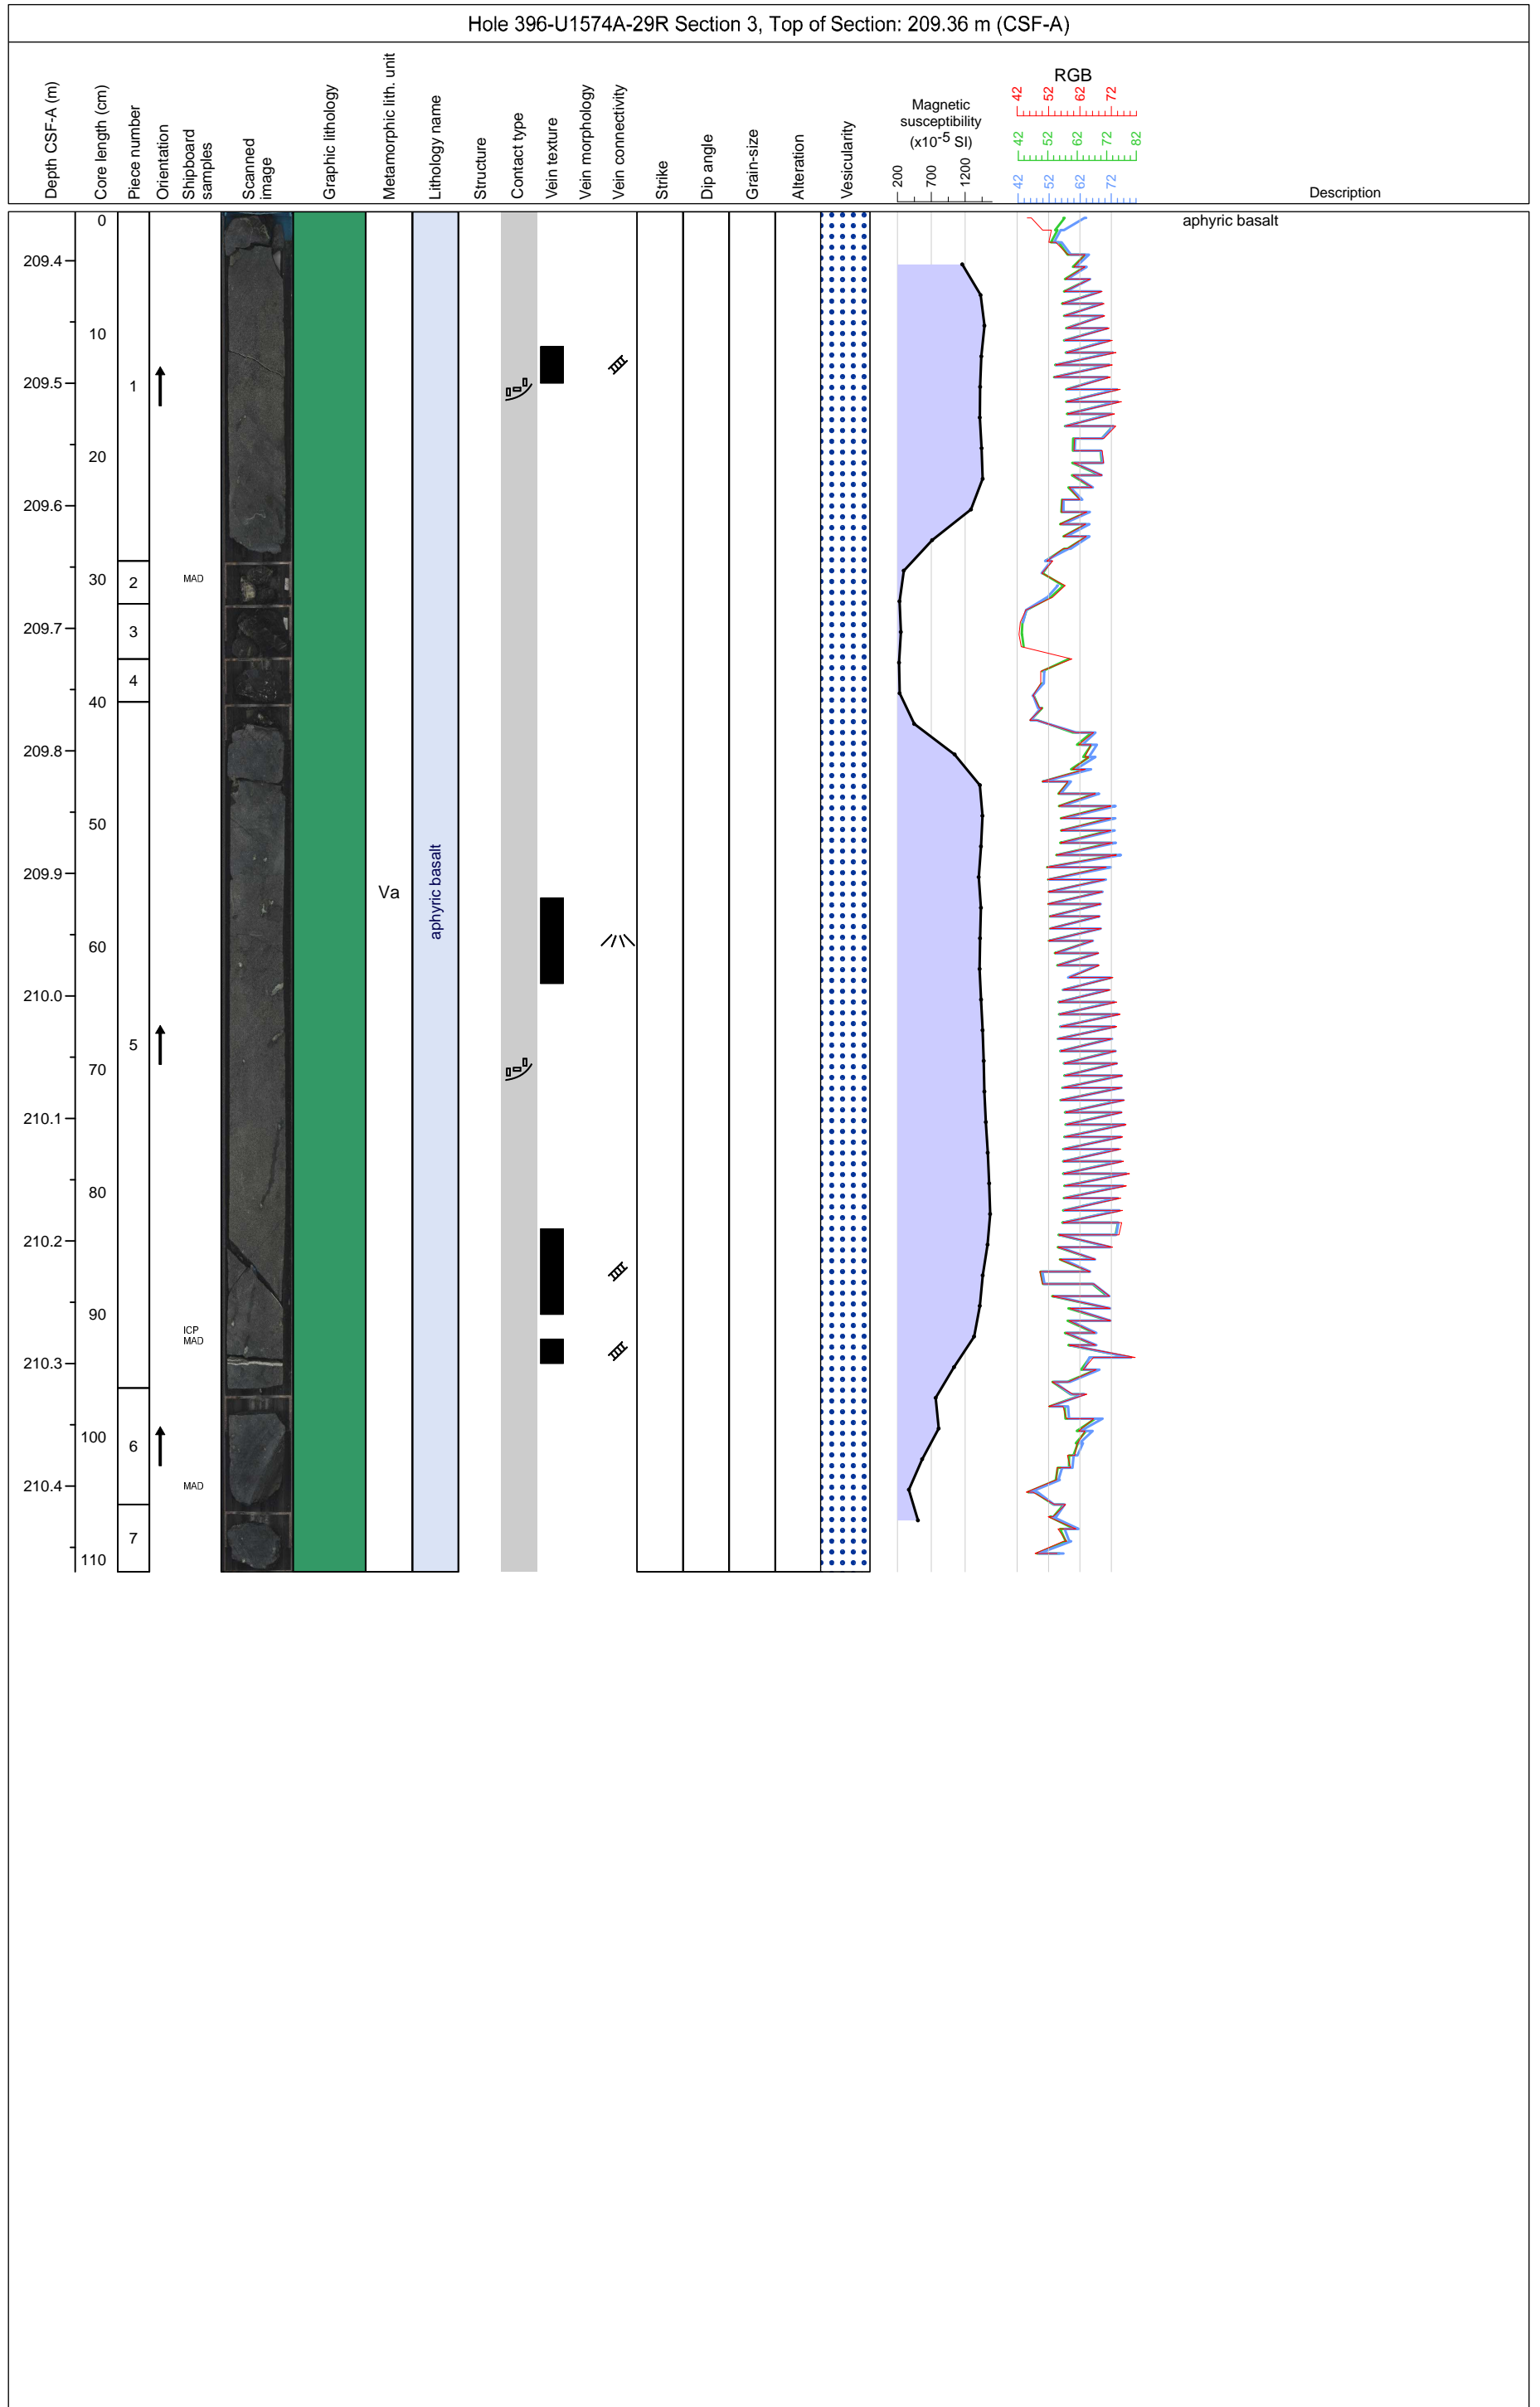 Hole 396-U1574A-29R Section 3, Top of Section: 209.36 m (CSF-A)
Depth CSF-A (m)
Core length (cm)
Piece number
Orientation
Shipboard
samples
Scanned
image
Graphic lithology
Metamorphic lith. unit
Lithology name
Structure
Contact type
Vein texture
Vein morphology
Vein connectivity
Strike
Dip angle
Grain-size
Alteration
Vesicularity
Magnetic
susceptibility
(x10-5 SI)
200 700 1200
RGB
42 52 62 72
42 52 62 72 82
42 52 62 72
Description
0
aphyric basalt
209.4
10
209.5
1
20
209.6
30
2
MAD
209.7
3
4
40
209.8
50
209.9
Va
aphyric basalt
60
210.0
5
70
210.1
80
210.2
90
ICP
MAD
210.3
100
6
210.4
MAD
7
110